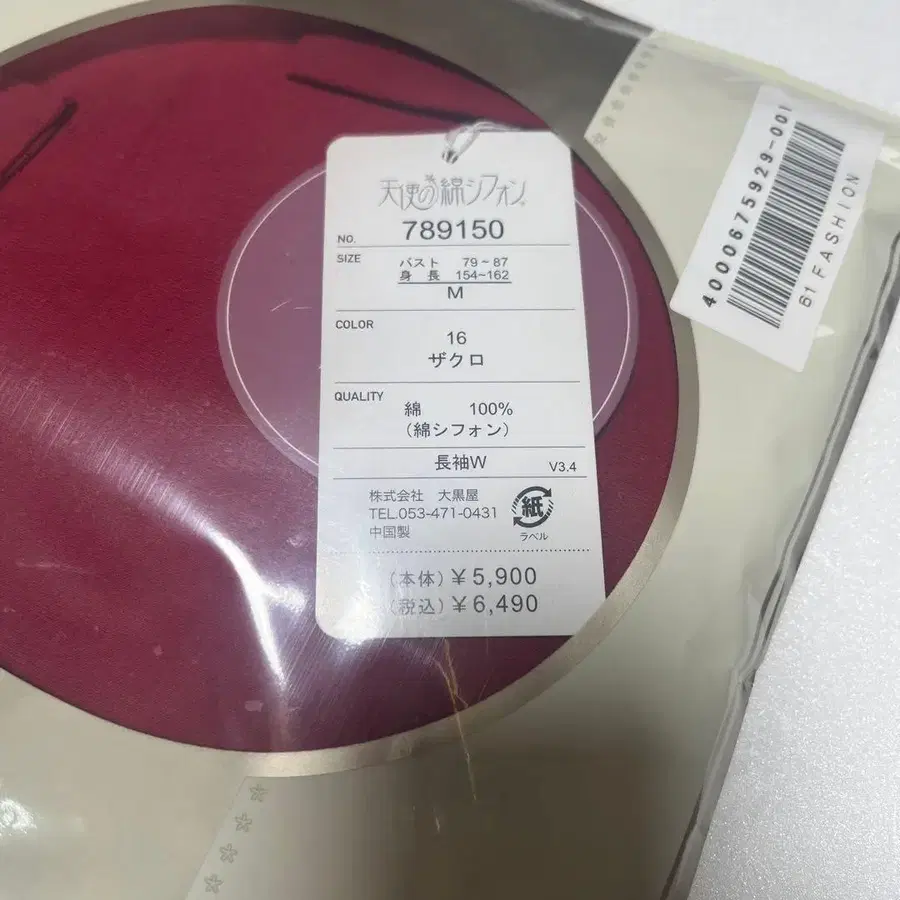 天使の綿シフォン®
NO. 789150
SIZE バスト 79~87
身長 154~162
M
COLOR
16
ザクロ
QUALITY
綿 100%
(綿シフォン)
長袖W V3.4
株式会社 大黒屋
TEL.053-471-0431
中国製
紙
ラベル
(本体)¥5,900
(税込)¥6,490
4000675929-001
61 FASHION